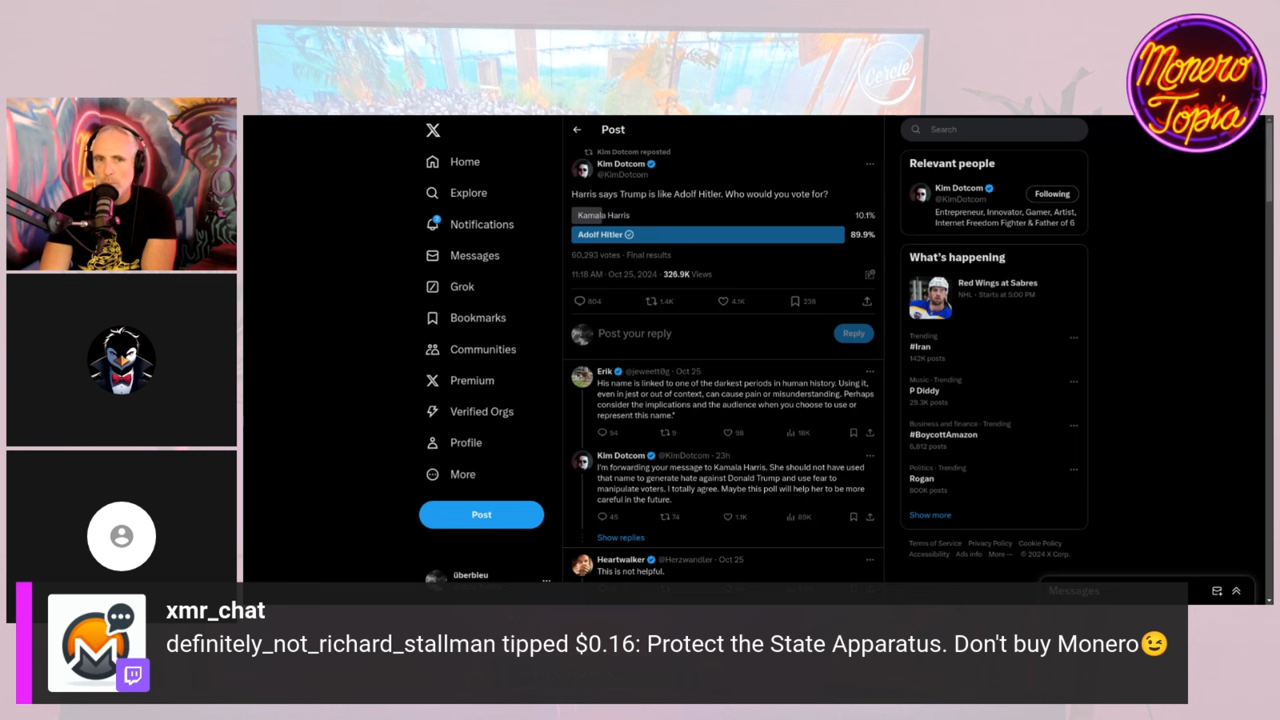 Cercle
Monero
Topia
Home
Explore
Notifications
Messages
Grok
Bookmarks
Communities
Premium
Verified Orgs
Profile
More
Post
überbleu
Post
Kim Dotcom reposted
Kim Dotcom
@KimDotcom
Harris says Trump is like Adolf Hitler. Who would you vote for?
Kamala Harris 10.1%
Adolf Hitler 89.9%
60,293 votes · Final results
11:18 AM · Oct 25, 2024 · 326.9K Views
804 1.4K 4.1K 238
Post your reply
Reply
Erik @jeweett0g · Oct 25
His name is linked to one of the darkest periods in human history. Using it,
even in jest or out of context, can cause pain or misunderstanding. Perhaps
consider the implications and the audience when you choose to use or
represent this name."
94 9 98 18K
Kim Dotcom @KimDotcom · 23h
I'm forwarding your message to Kamala Harris. She should not have used
that name to generate hate against Donald Trump and use fear to
manipulate voters. I totally agree. Maybe this poll will help her to be more
careful in the future.
45 74 1.1K 89K
Show replies
Heartwalker @Herzwandler · Oct 25
This is not helpful.
Search
Relevant people
Kim Dotcom
@KimDotcom
Following
Entrepreneur, Innovator, Gamer, Artist,
Internet Freedom Fighter & Father of 6
What's happening
Red Wings at Sabres
NHL · Starts at 5:00 PM
Trending
#Iran
142K posts
Music · Trending
P Diddy
29.3K posts
Business and finance · Trending
#BoycottAmazon
6,812 posts
Politics · Trending
Rogan
800K posts
Show more
Terms of Service Privacy Policy Cookie Policy
Accessibility Ads info More ··· © 2024 X Corp.
Messages
xmr_chat
definitely_not_richard_stallman tipped $0.16: Protect the State Apparatus. Don't buy Monero😉